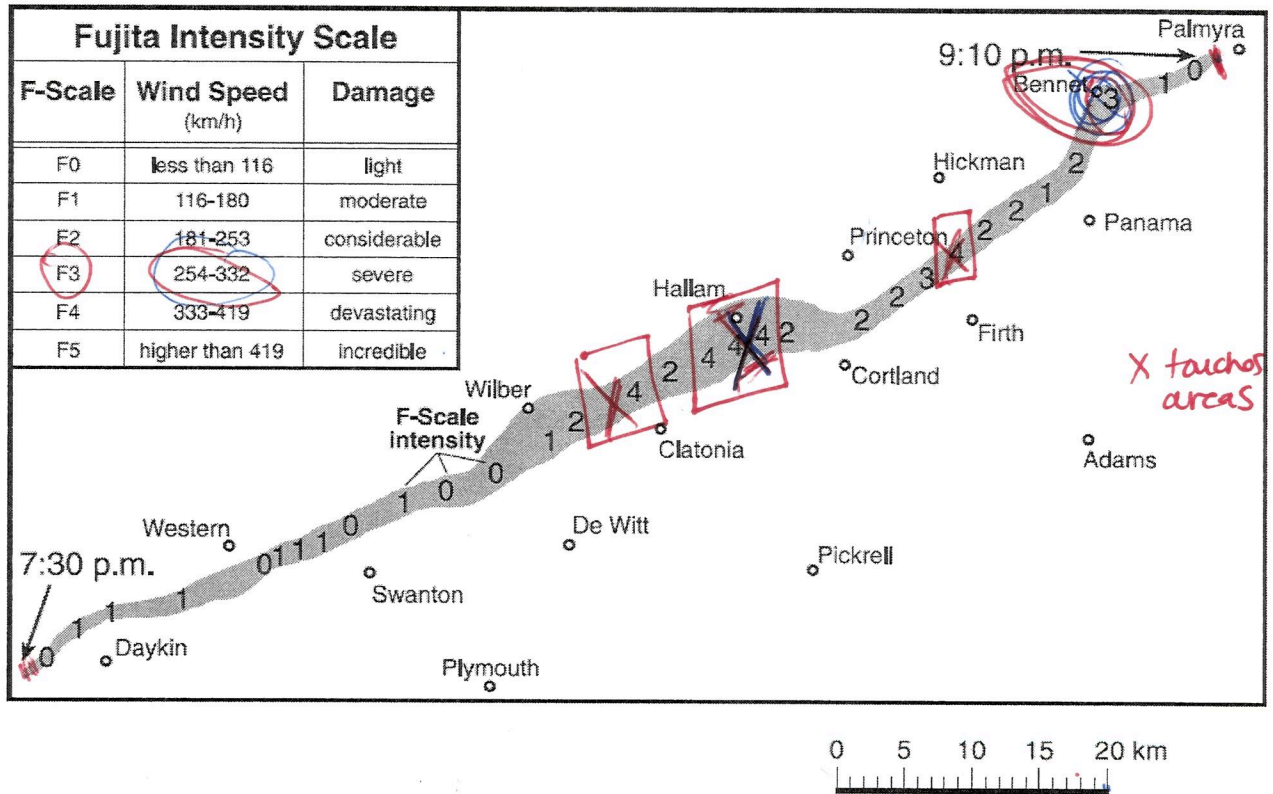 Fujita Intensity Scale
F-Scale Wind Speed (km/h) Damage
F0 less than 116 light
F1 116-180 moderate
F2 181-253 considerable
F3 254-332 severe
F4 333-419 devastating
F5 higher than 419 incredible
Palmyra
9:10 p.m.
0
1
Bennet
3
2
Hickman
1
2
Panama
2
Princeton
4
3
Hallam
2
Firth
2
4 4 4 2
Cortland
X touchos
areas
2
4
Wilber
2
F-Scale
intensity
1
Clatonia
Adams
0
0
1
0
Western
De Witt
0 1 1 1
Pickrell
7:30 p.m.
Swanton
1
1
1
0
Daykin
Plymouth
0 5 10 15 20 km